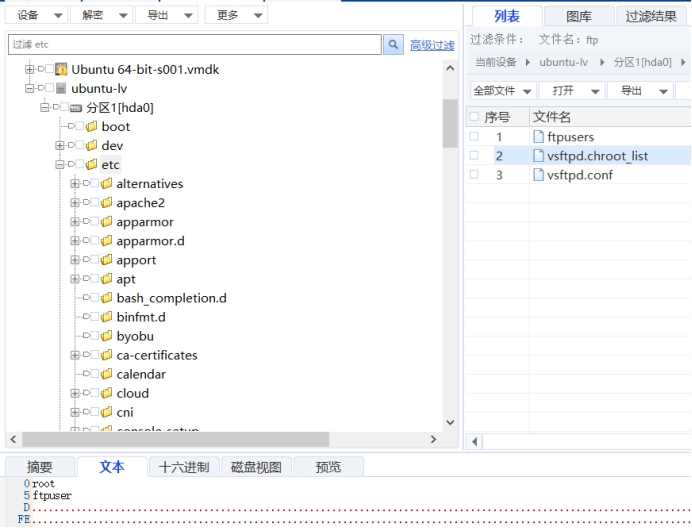 设备 解密 导出 更多
过滤 etc 高级过滤
Ubuntu 64-bit-s001.vmdk
ubuntu-lv
分区1[hda0]
boot
dev
etc
alternatives
apache2
apparmor
apparmor.d
apport
apt
bash_completion.d
binfmt.d
byobu
ca-certificates
calendar
cloud
cni
console-setup
列表 图库 过滤结果
过滤条件： 文件名：ftp
当前设备 ubuntu-lv 分区1[hda0]
全部文件 打开 导出
序号 文件名
1 ftpusers
2 vsftpd.chroot_list
3 vsftpd.conf
摘要 文本 十六进制 磁盘视图 预览
0 root
5 ftpuser
D
FE